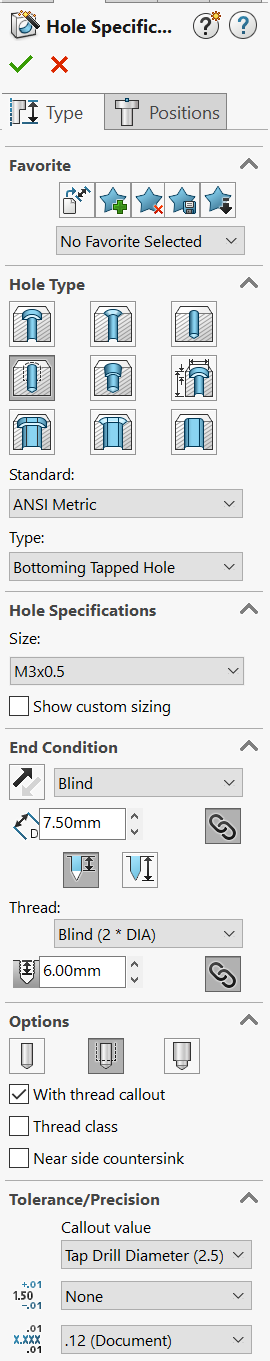 Hole Specific...
Type
Positions
Favorite
No Favorite Selected
Hole Type
Standard:
ANSI Metric
Type:
Bottoming Tapped Hole
Hole Specifications
Size:
M3x0.5
Show custom sizing
End Condition
Blind
D
7.50mm
Thread:
Blind (2 * DIA)
6.00mm
Options
With thread callout
Thread class
Near side countersink
Tolerance/Precision
Callout value
Tap Drill Diameter (2.5)
+.01
1.50
-.01
None
.01
X.XXX
.01
.12 (Document)